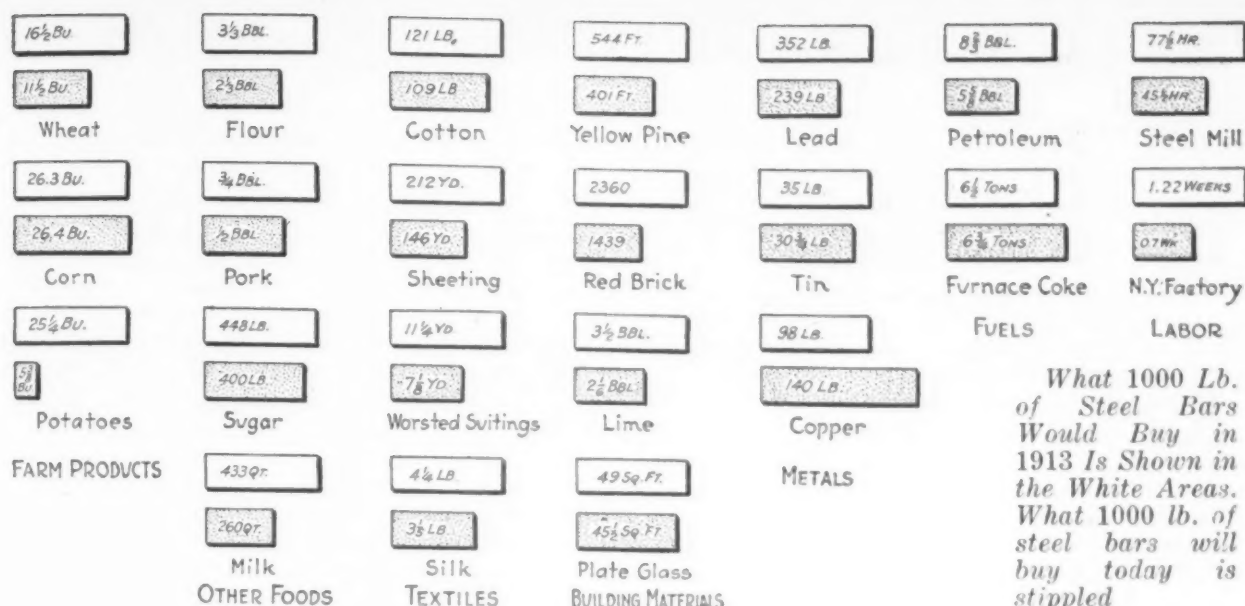 16½ BU.
11½ BU.
Wheat
3⅓ BBL.
2⅓ BBL
Flour
121 LB.
109 LB
Cotton
544 FT.
401 FT.
Yellow Pine
352 LB.
239 LB
Lead
8⅔ BBL.
5⅝ BBL
Petroleum
77½ HR.
HR.
Steel Mill
26.3 BU.
26.4 BU.
Corn
¾ BBL.
½ BBL
Pork
212 YD.
146 YD.
Sheeting
2360
1439
Red Brick
35 LB.
30¾ LB
Tin
6½ TONS
6¾ TONS
Furnace Coke
1.22 WEEKS
0.7 WK
N.Y. Factory
25¼ BU.
BU
Potatoes
448 LB.
400 LB.
Sugar
11¼ YD.
7⅛ YD
Worsted Suitings
3½ BBL.
2⅙ BBL
Lime
98 LB.
140 LB.
Copper
FUELS
LABOR
FARM PRODUCTS
433 QT.
260 QT.
Milk
OTHER FOODS
4¼ LB.
LB
Silk
TEXTILES
49 SQ. FT.
45½ SQ FT
Plate Glass
BUILDING MATERIALS
METALS
What 1000 Lb.
of Steel Bars
Would Buy in
1913 Is Shown in
the White Areas.
What 1000 lb. of
steel bars will
buy today is
stippled